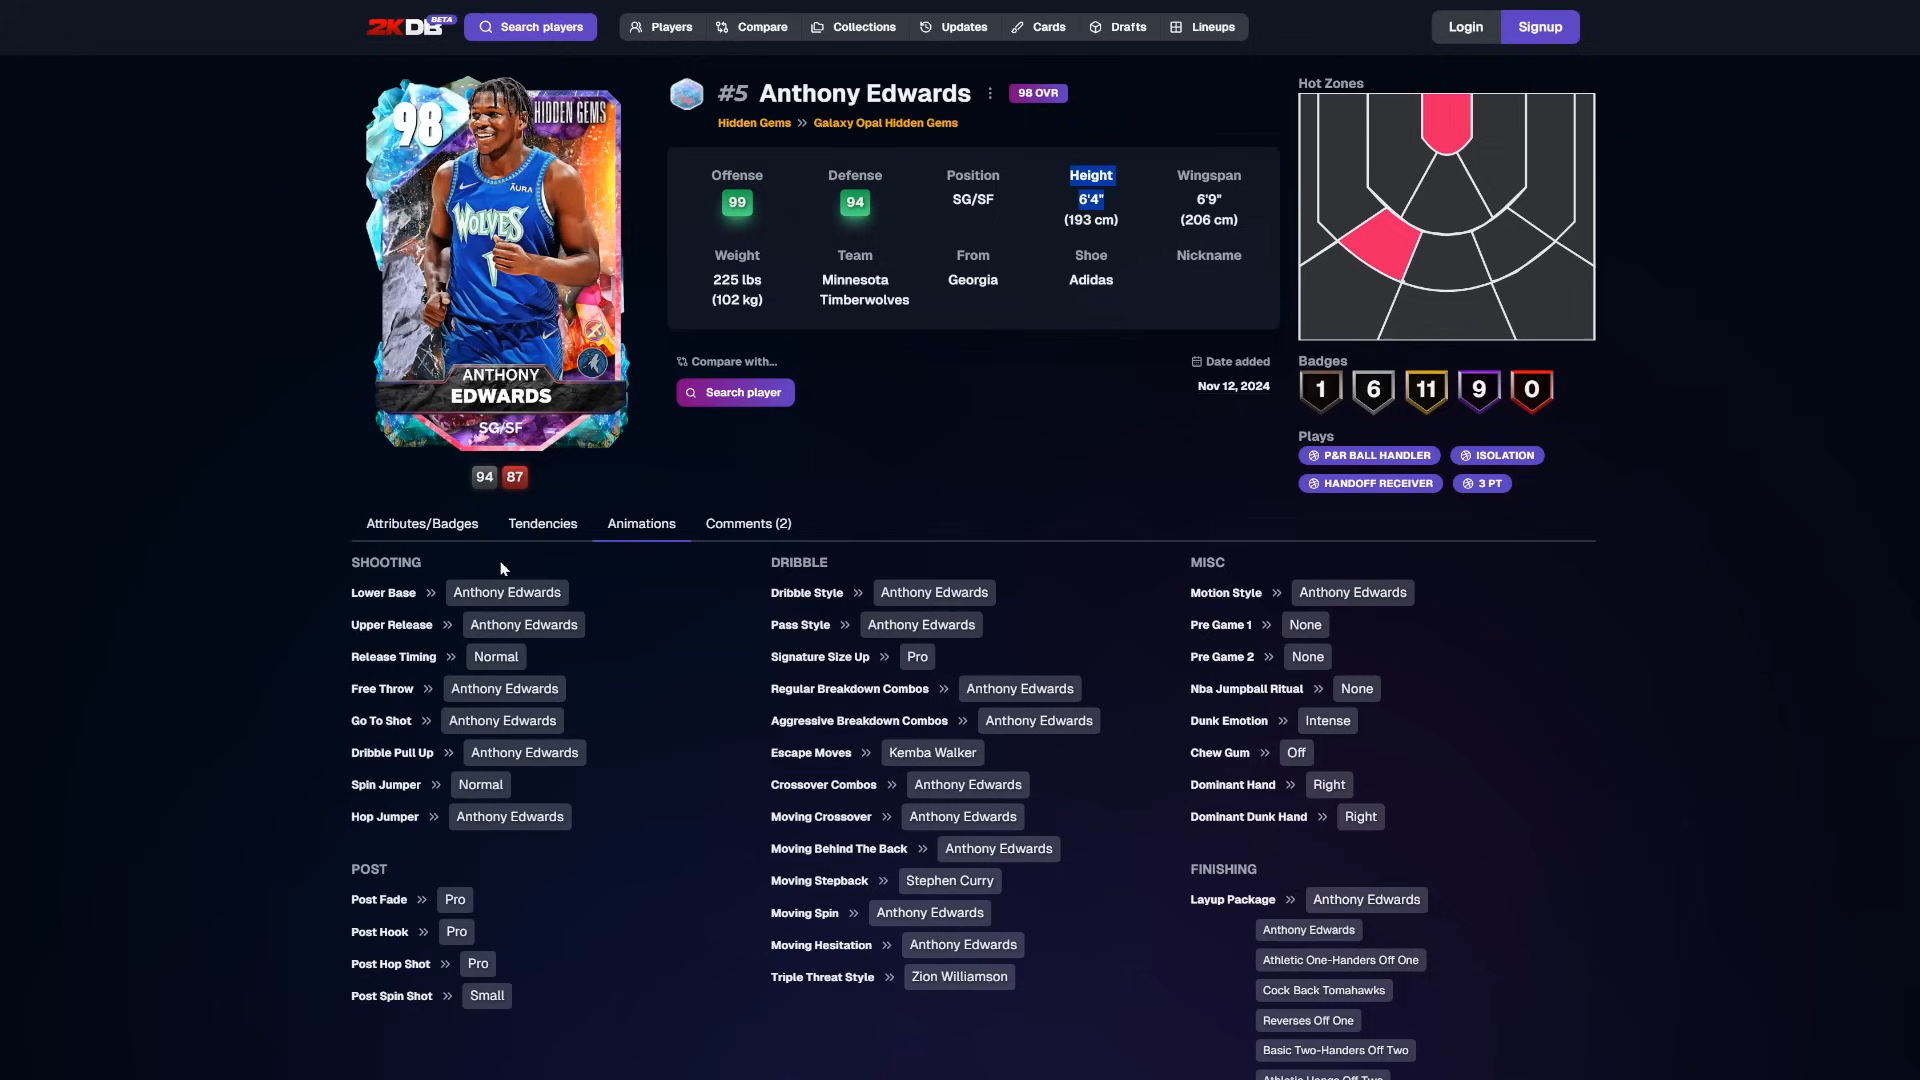 2KDB BETA
Search players
Players
Compare
Collections
Updates
Cards
Drafts
Lineups
Login
Signup
98
HIDDEN GEMS
AURA
WOLVES
1
ANTHONY
EDWARDS
SG/SF
94 87
#5 Anthony Edwards
98 OVR
Hidden Gems » Galaxy Opal Hidden Gems
Offense
99
Defense
94
Position
SG/SF
Height
6'4"
(193 cm)
Wingspan
6'9"
(206 cm)
Weight
225 lbs
(102 kg)
Team
Minnesota
Timberwolves
From
Georgia
Shoe
Adidas
Nickname
Compare with...
Search player
Date added
Nov 12, 2024
Hot Zones
Badges
1 6 11 9 0
Plays
P&R BALL HANDLER
ISOLATION
HANDOFF RECEIVER
3 PT
Attributes/Badges
Tendencies
Animations
Comments (2)
SHOOTING
Lower Base » Anthony Edwards
Upper Release » Anthony Edwards
Release Timing » Normal
Free Throw » Anthony Edwards
Go To Shot » Anthony Edwards
Dribble Pull Up » Anthony Edwards
Spin Jumper » Normal
Hop Jumper » Anthony Edwards
POST
Post Fade » Pro
Post Hook » Pro
Post Hop Shot » Pro
Post Spin Shot » Small
DRIBBLE
Dribble Style » Anthony Edwards
Pass Style » Anthony Edwards
Signature Size Up » Pro
Regular Breakdown Combos » Anthony Edwards
Aggressive Breakdown Combos » Anthony Edwards
Escape Moves » Kemba Walker
Crossover Combos » Anthony Edwards
Moving Crossover » Anthony Edwards
Moving Behind The Back » Anthony Edwards
Moving Stepback » Stephen Curry
Moving Spin » Anthony Edwards
Moving Hesitation » Anthony Edwards
Triple Threat Style » Zion Williamson
MISC
Motion Style » Anthony Edwards
Pre Game 1 » None
Pre Game 2 » None
Nba Jumpball Ritual » None
Dunk Emotion » Intense
Chew Gum » Off
Dominant Hand » Right
Dominant Dunk Hand » Right
FINISHING
Layup Package » Anthony Edwards
Anthony Edwards
Athletic One-Handers Off One
Cock Back Tomahawks
Reverses Off One
Basic Two-Handers Off Two
Athletic Hangs Off Two